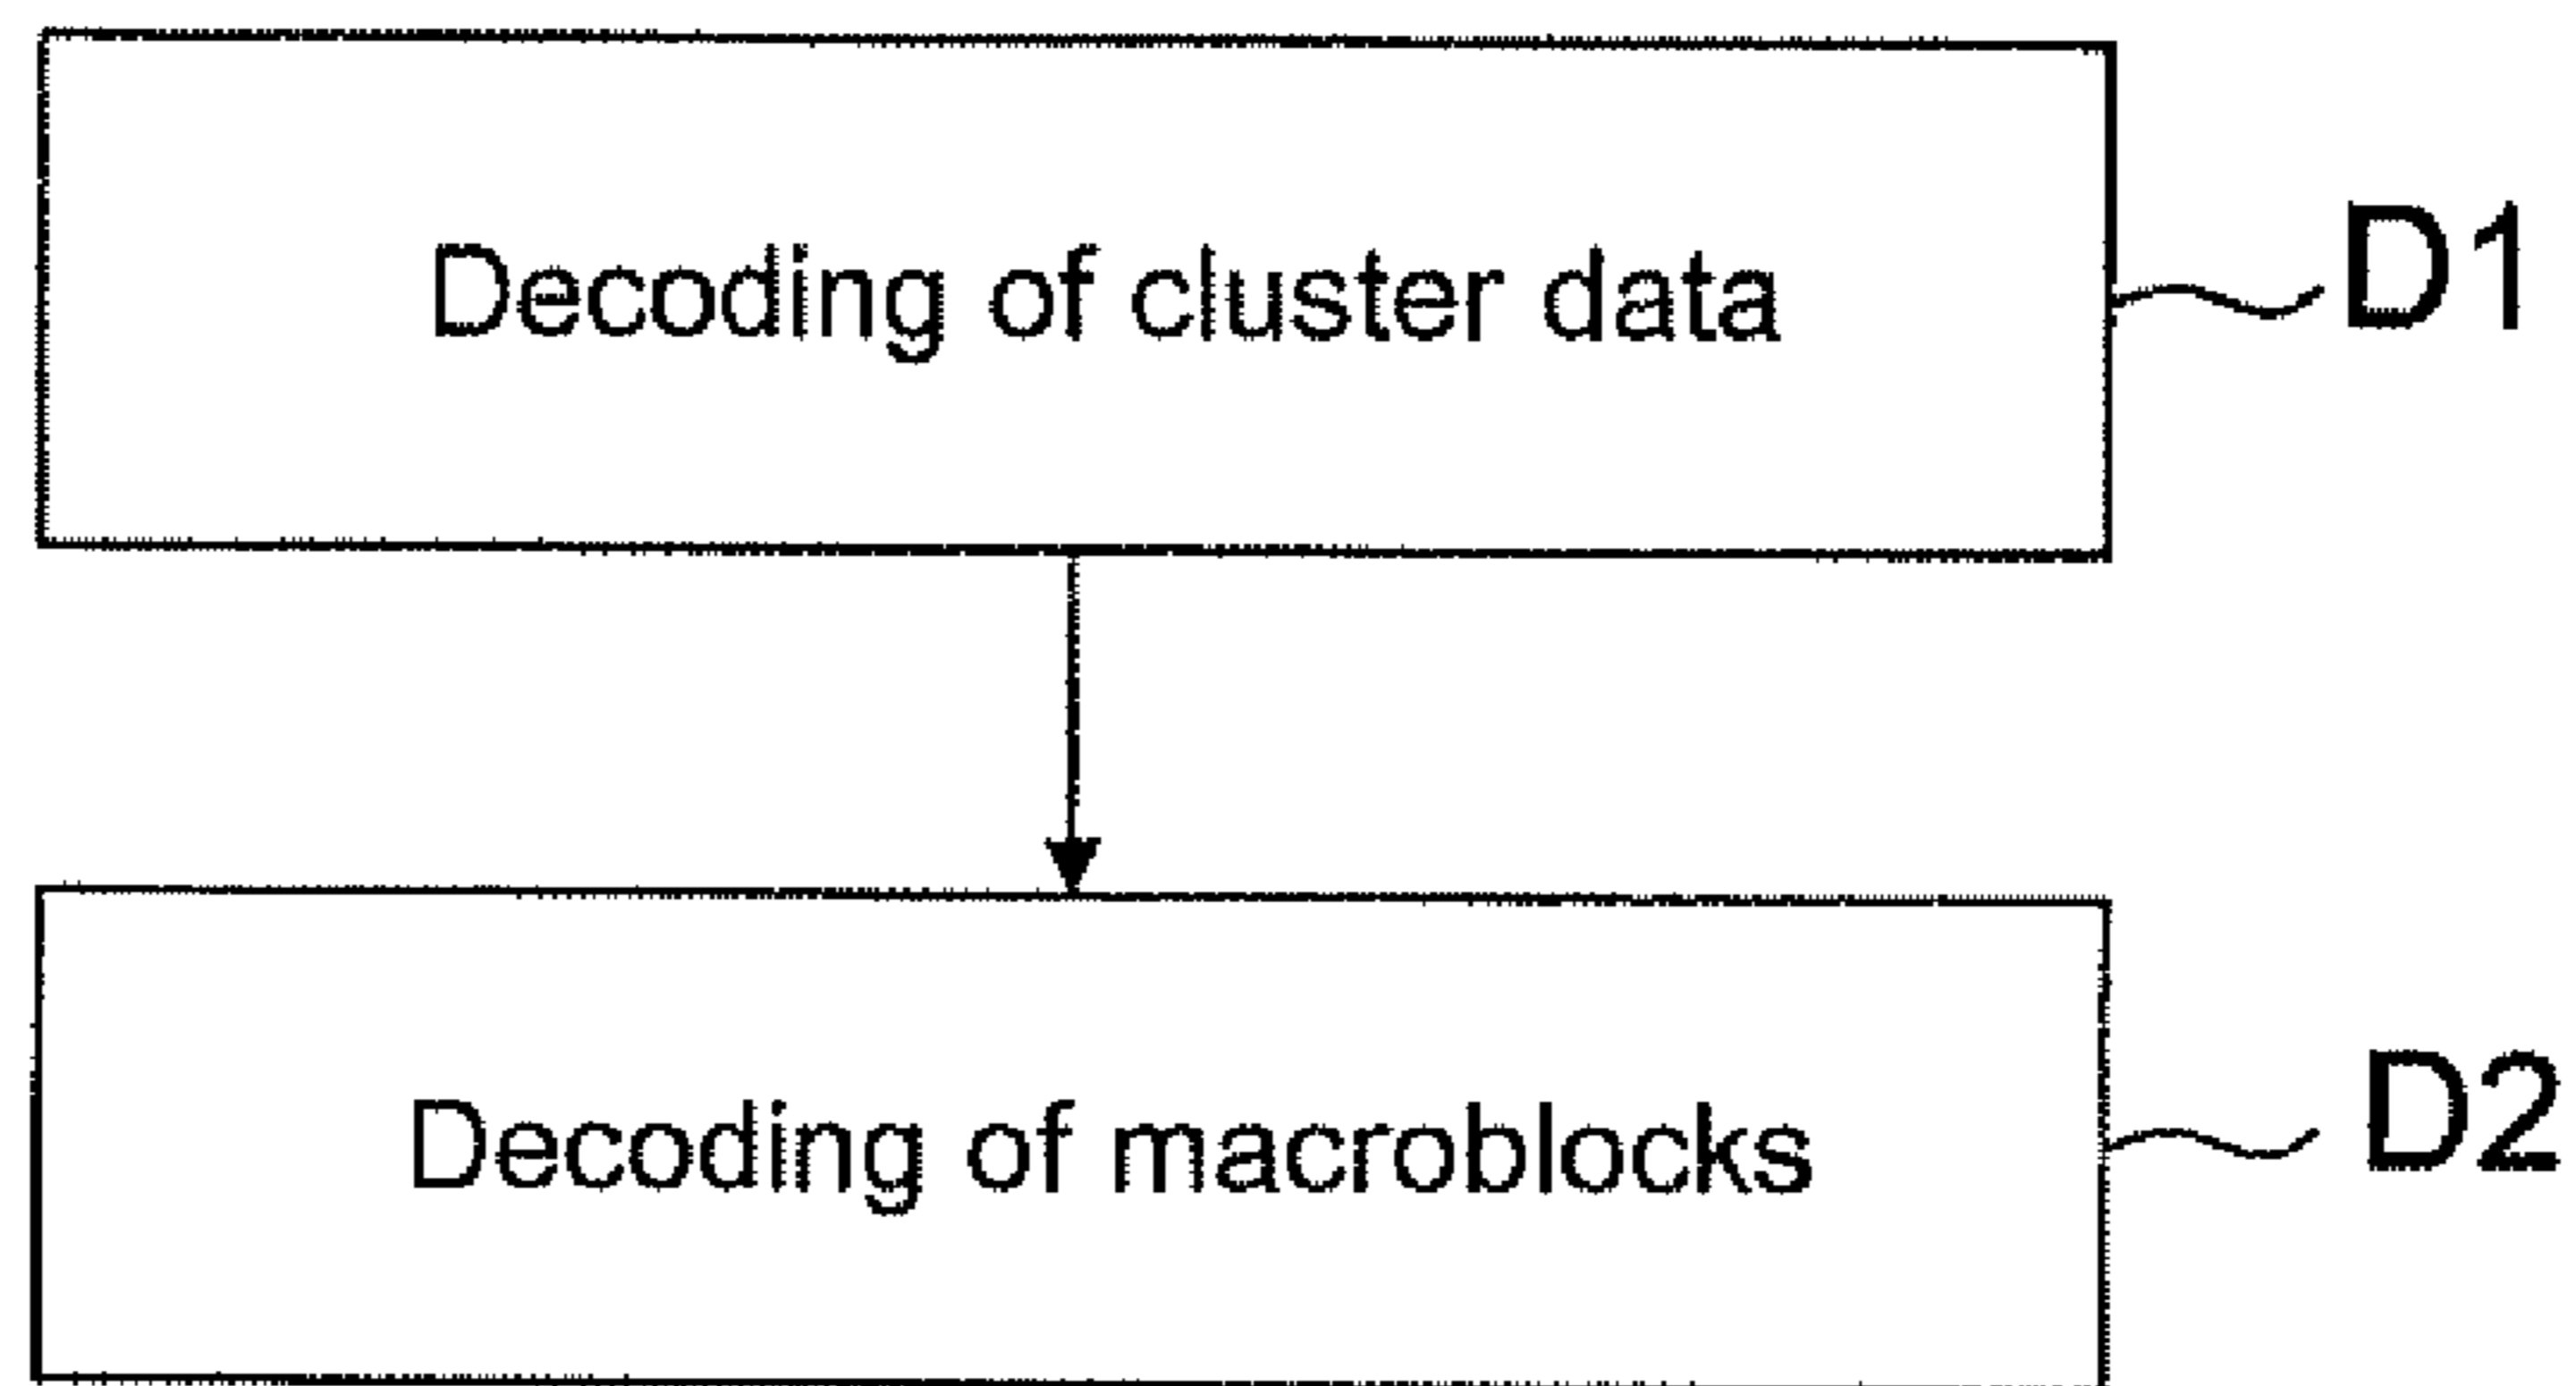 Decoding of cluster data
D1
Decoding of macroblocks
D2